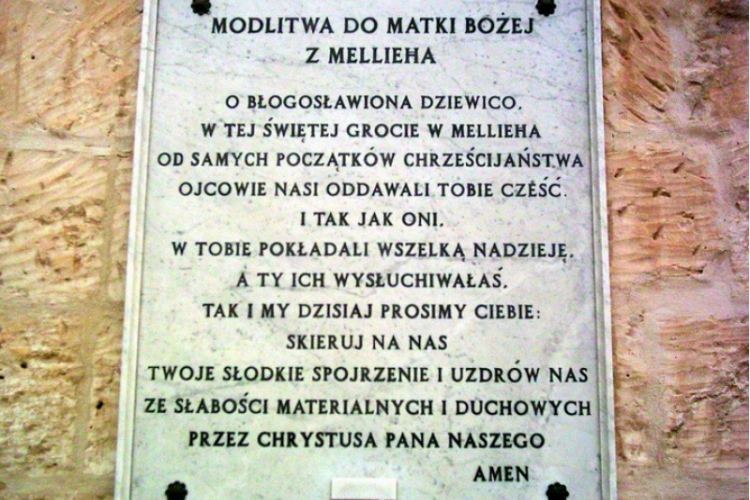 MODLITWA DO MATKI BOŻEJ
Z MELLIEHA
O BŁOGOSŁAWIONA DZIEWICO,
W TEJ ŚWIĘTEJ GROCIE W MELLIEHA
OD SAMYCH POCZĄTKÓW CHRZEŚCIJAŃSTWA
OJCOWIE NASI ODDAWALI TOBIE CZEŚĆ.
I TAK JAK ONI,
W TOBIE POKŁADALI WSZELKĄ NADZIEJĘ,
A TY ICH WYSŁUCHIWAŁAŚ,
TAK I MY DZISIAJ PROSIMY CIEBIE:
SKIERUJ NA NAS
TWOJE SŁODKIE SPOJRZENIE I UZDRÓW NAS
ZE SŁABOŚCI MATERIALNYCH I DUCHOWYCH
PRZEZ CHRYSTUSA PANA NASZEGO
AMEN